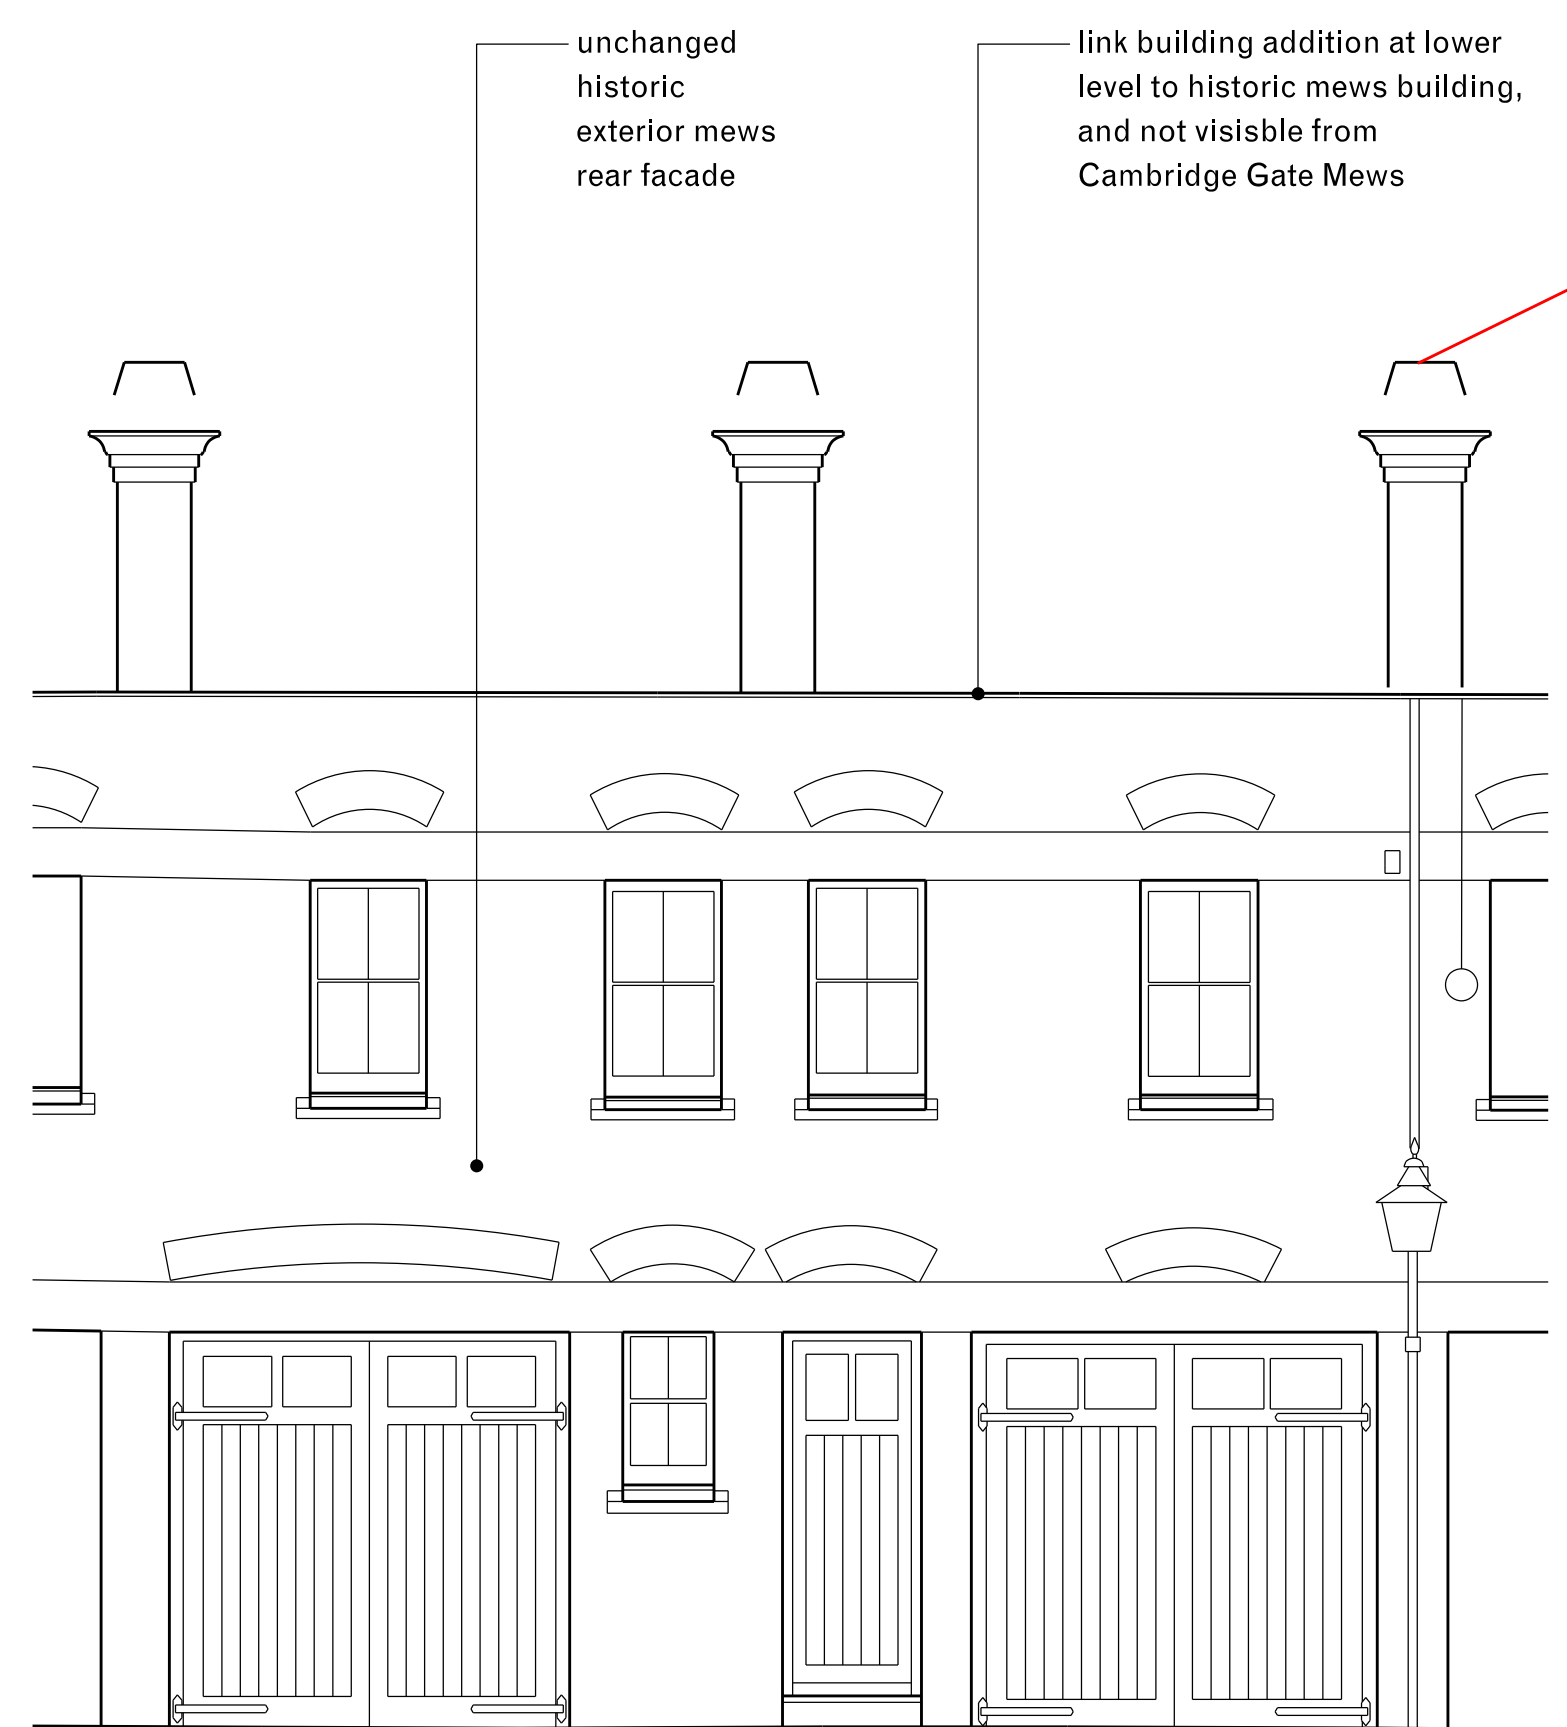 unchanged
historic
exterior mews
rear facade
link building addition at lower
level to historic mews building,
and not visisble from
Cambridge Gate Mews